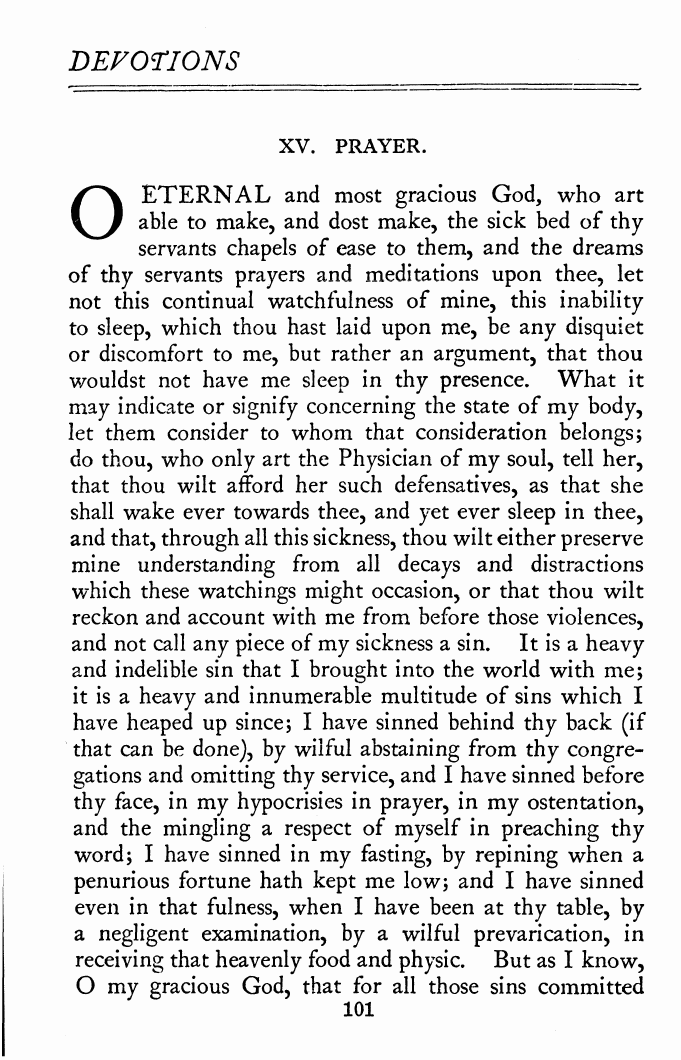 DEVOTIONS
XV. PRAYER.
O ETERNAL and most gracious God, who art
able to make, and dost make, the sick bed of thy
servants chapels of ease to them, and the dreams
of thy servants prayers and meditations upon thee, let
not this continual watchfulness of mine, this inability
to sleep, which thou hast laid upon me, be any disquiet
or discomfort to me, but rather an argument, that thou
wouldst not have me sleep in thy presence. What it
may indicate or signify concerning the state of my body,
let them consider to whom that consideration belongs;
do thou, who only art the Physician of my soul, tell her,
that thou wilt afford her such defensatives, as that she
shall wake ever towards thee, and yet ever sleep in thee,
and that, through all this sickness, thou wilt either preserve
mine understanding from all decays and distractions
which these watchings might occasion, or that thou wilt
reckon and account with me from before those violences,
and not call any piece of my sickness a sin. It is a heavy
and indelible sin that I brought into the world with me;
it is a heavy and innumerable multitude of sins which I
have heaped up since; I have sinned behind thy back (if
that can be done), by wilful abstaining from thy congre-
gations and omitting thy service, and I have sinned before
thy face, in my hypocrisies in prayer, in my ostentation,
and the mingling a respect of myself in preaching thy
word; I have sinned in my fasting, by repining when a
penurious fortune hath kept me low; and I have sinned
even in that fulness, when I have been at thy table, by
a negligent examination, by a wilful prevarication, in
receiving that heavenly food and physic. But as I know,
O my gracious God, that for all those sins committed
101